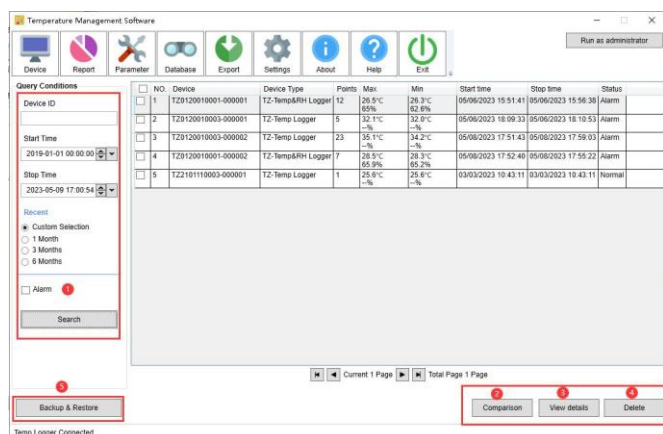 Temperature Management Software
Device Report Parameter Database Export Settings About Help Exit
Run as administrator
Query Conditions
Device ID
Start Time
2019-01-01 00:00:00
Stop Time
2023-05-09 17:00:54
Recent
Custom Selection
1 Month
3 Months
6 Months
Alarm 1
Search
5
Backup & Restore
NO. Device Device Type Points Max Min Start time Stop time Status
1 TZ0120010001-000001 TZ-Temp&RH Logger 12 26.5°C 26.3°C 05/06/2023 15:51:41 05/06/2023 15:56:38 Alarm
65% 62.6%
2 TZ0120010003-000001 TZ-Temp Logger 5 32.1°C 32.0°C 05/06/2023 18:09:33 05/06/2023 18:10:53 Alarm
--% --%
3 TZ0120010003-000002 TZ-Temp Logger 23 35.1°C 34.2°C 05/08/2023 17:51:43 05/08/2023 17:59:03 Alarm
--% --%
4 TZ0120010001-000002 TZ-Temp&RH Logger 7 28.5°C 28.3°C 05/08/2023 17:52:40 05/08/2023 17:55:22 Alarm
65.9% 65.2%
5 TZ2101110003-000001 TZ-Temp Logger 1 25.6°C 25.6°C 03/03/2023 10:43:11 03/03/2023 10:43:11 Normal
--% --%
Current 1 Page Total Page 1 Page
2 3 4
Comparison View details Delete
Temp Logger Connected